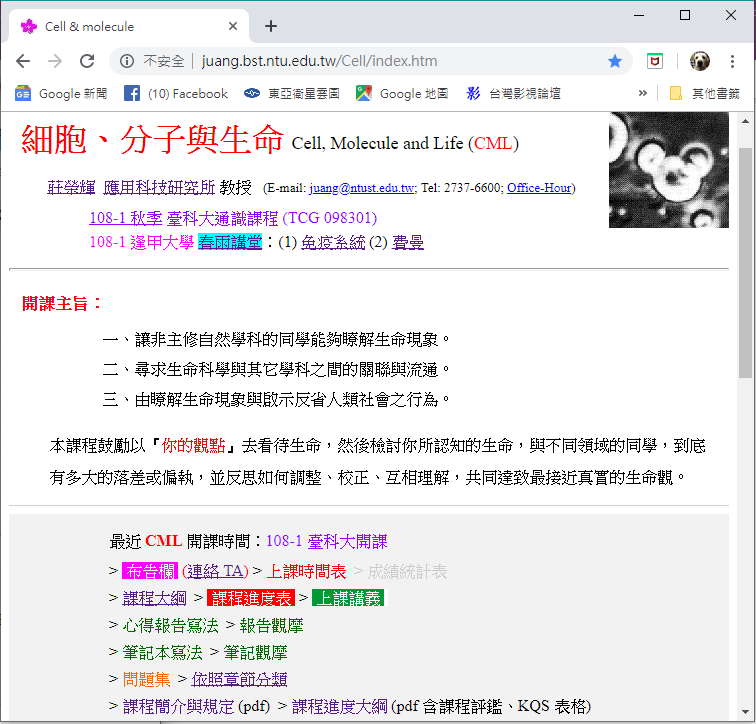 Cell & molecule
不安全 | juang.bst.ntu.edu.tw/Cell/index.htm
Google 新聞 (10) Facebook 東亞衛星雲圖 Google 地圖 台灣影視論壇 » 其他書籤
細胞、分子與生命 Cell, Molecule and Life (CML)
莊榮輝 應用科技研究所 教授 (E-mail: juang@ntust.edu.tw; Tel: 2737-6600; Office-Hour)
108-1 秋季 臺科大通識課程 (TCG 098301)
108-1 逢甲大學 春雨講堂：(1) 免疫系統 (2) 費曼
開課主旨：
一、讓非主修自然學科的同學能夠瞭解生命現象。
二、尋求生命科學與其它學科之間的關聯與流通。
三、由瞭解生命現象與啟示反省人類社會之行為。
本課程鼓勵以『你的觀點』去看待生命，然後檢討你所認知的生命，與不同領域的同學，到底
有多大的落差或偏執，並反思如何調整、校正、互相理解，共同達致最接近真實的生命觀。
最近 CML 開課時間：108-1 臺科大開課
> 布告欄 (連絡 TA) > 上課時間表 > 成績統計表
> 課程大綱 > 課程進度表 > 上課講義
> 心得報告寫法 > 報告觀摩
> 筆記本寫法 > 筆記觀摩
> 問題集 > 依照章節分類
> 課程簡介與規定 (pdf) > 課程進度大綱 (pdf 含課程評鑑、KQS 表格)